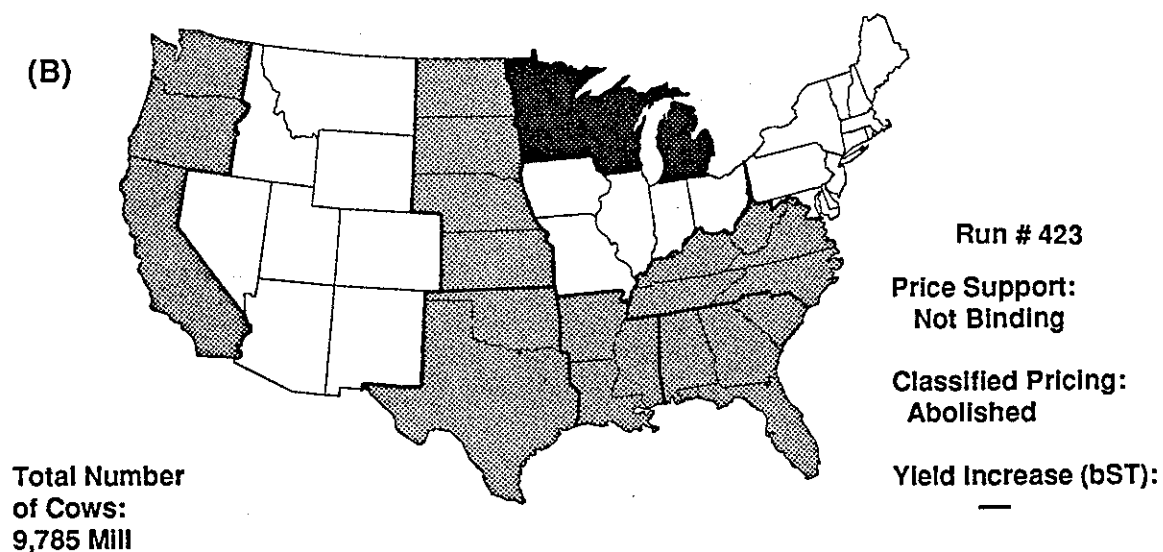 (B)
Run # 423
Price Support:
Not Binding
Classified Pricing:
Abolished
Yield Increase (bST):
—
Total Number
of Cows:
9,785 Mill